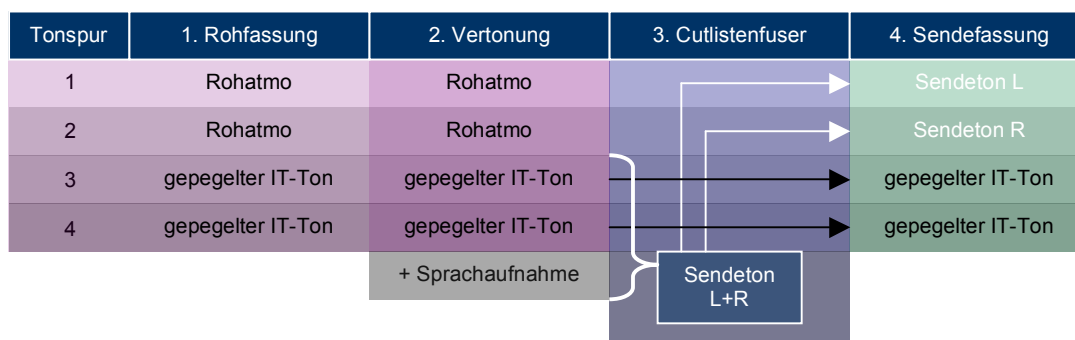 Tonspur 1. Rohfassung 2. Vertonung 3. Cutlistenfuser 4. Sendefassung
1 Rohatmo Rohatmo Sendeton L
2 Rohatmo Rohatmo Sendeton R
3 gepegelter IT-Ton gepegelter IT-Ton gepegelter IT-Ton
4 gepegelter IT-Ton gepegelter IT-Ton gepegelter IT-Ton
+ Sprachaufnahme Sendeton
L+R